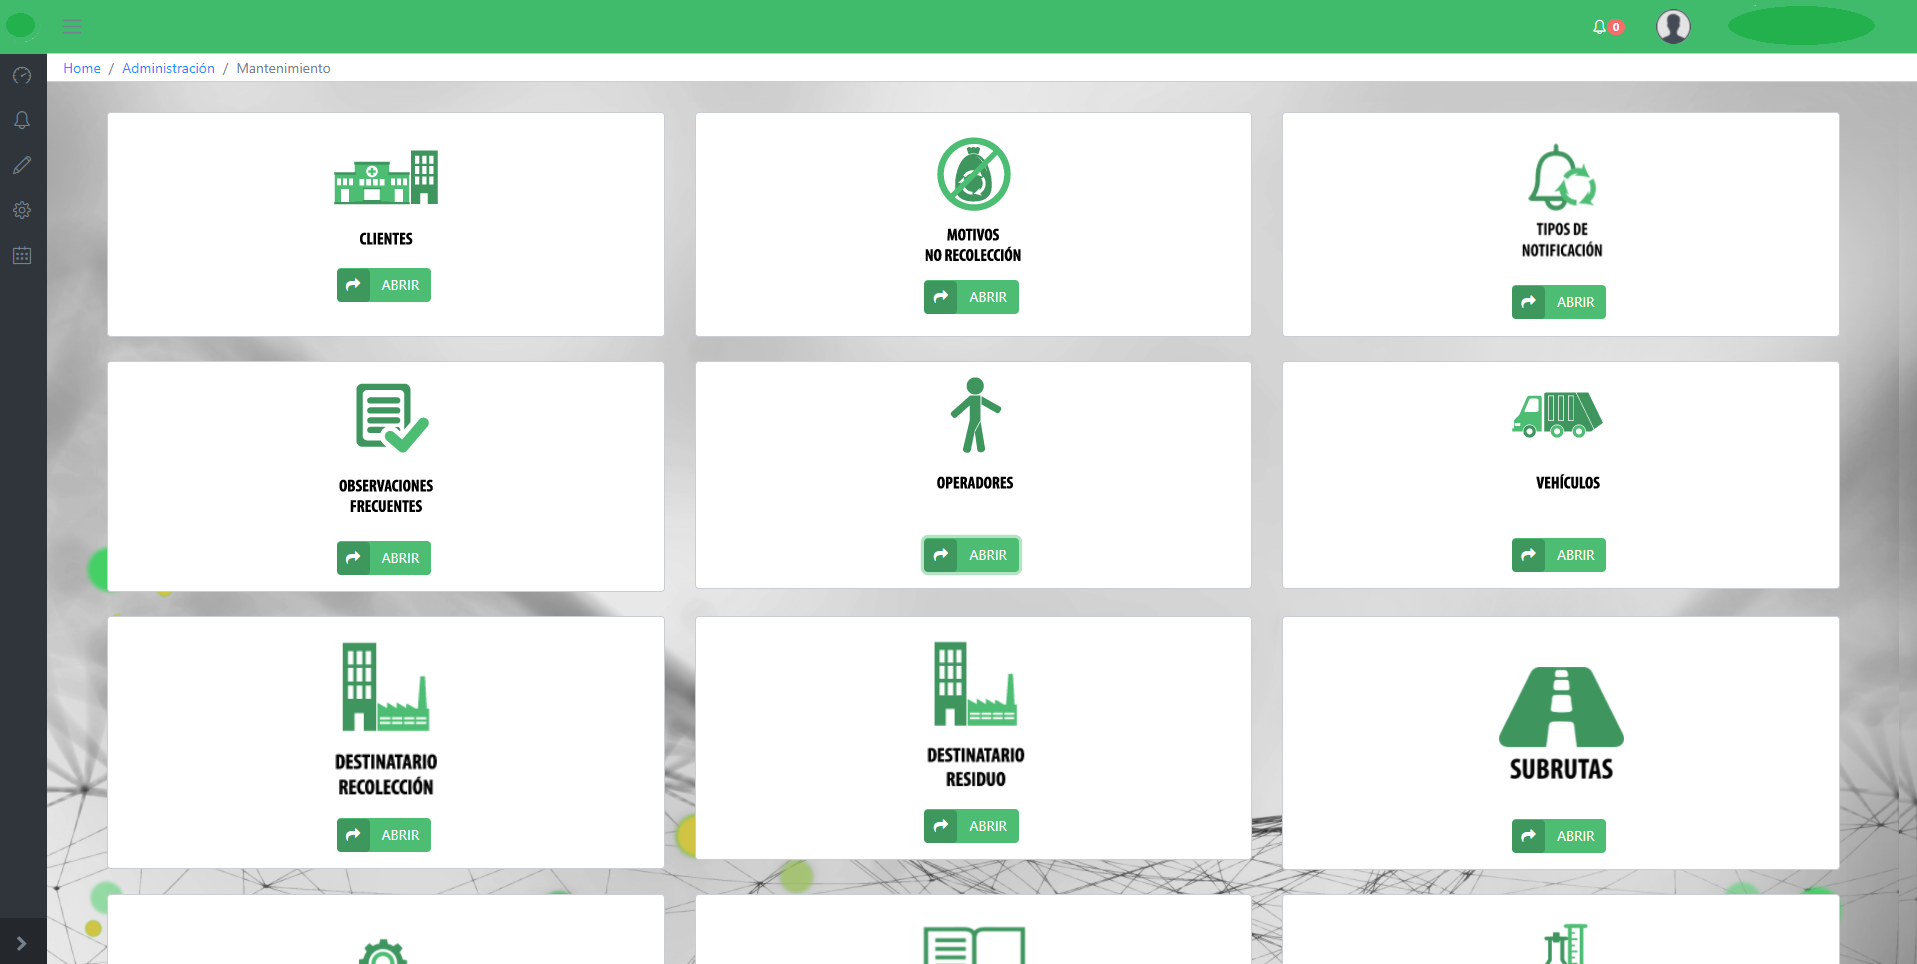 0
Home / Administración / Mantenimiento
CLIENTES
ABRIR
MOTIVOS
NO RECOLECCIÓN
ABRIR
TIPOS DE
NOTIFICACIÓN
ABRIR
OBSERVACIONES
FRECUENTES
ABRIR
OPERADORES
ABRIR
VEHÍCULOS
ABRIR
DESTINATARIO
RECOLECCIÓN
ABRIR
DESTINATARIO
RESIDUO
ABRIR
SUBRUTAS
ABRIR